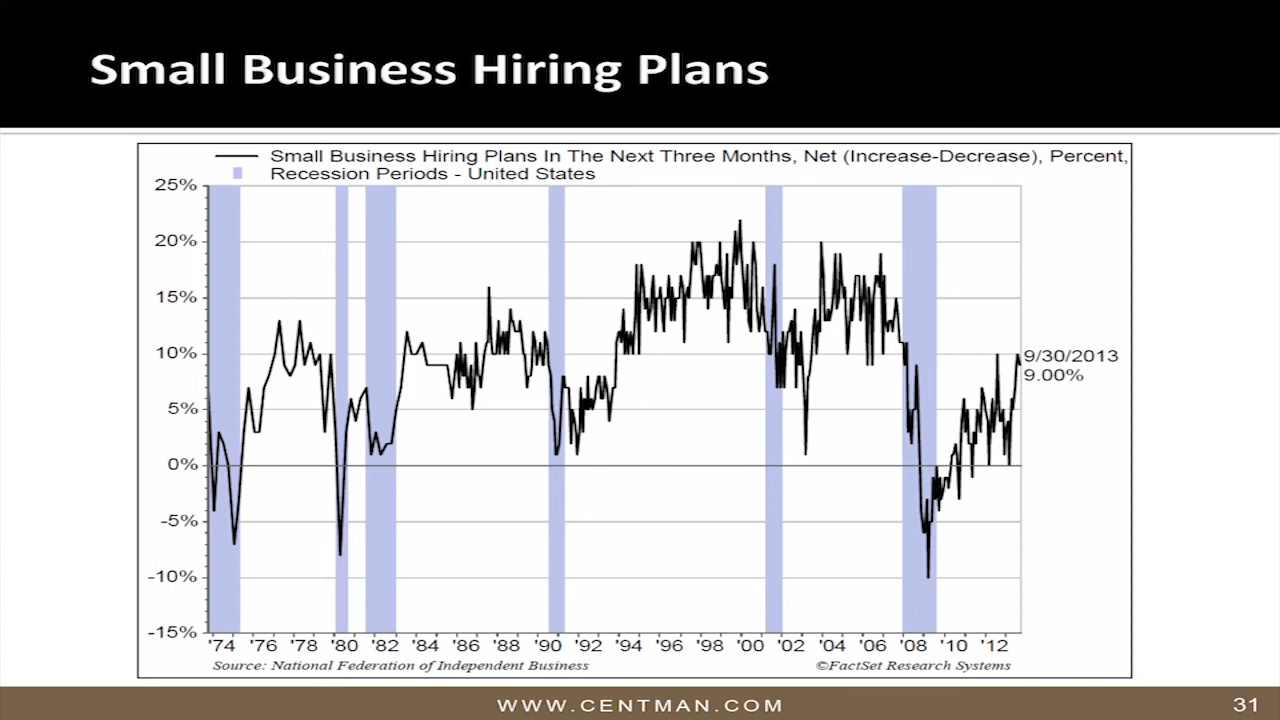 Small Business Hiring Plans
Small Business Hiring Plans In The Next Three Months, Net (Increase-Decrease), Percent,
Recession Periods - United States
25%
20%
15%
10%
5%
0%
-5%
-10%
-15%
9/30/2013
9.00%
'74 '76 '78 '80 '82 '84 '86 '88 '90 '92 '94 '96 '98 '00 '02 '04 '06 '08 '10 '12
Source: National Federation of Independent Business ©FactSet Research Systems
WWW.CENTMAN.COM 31